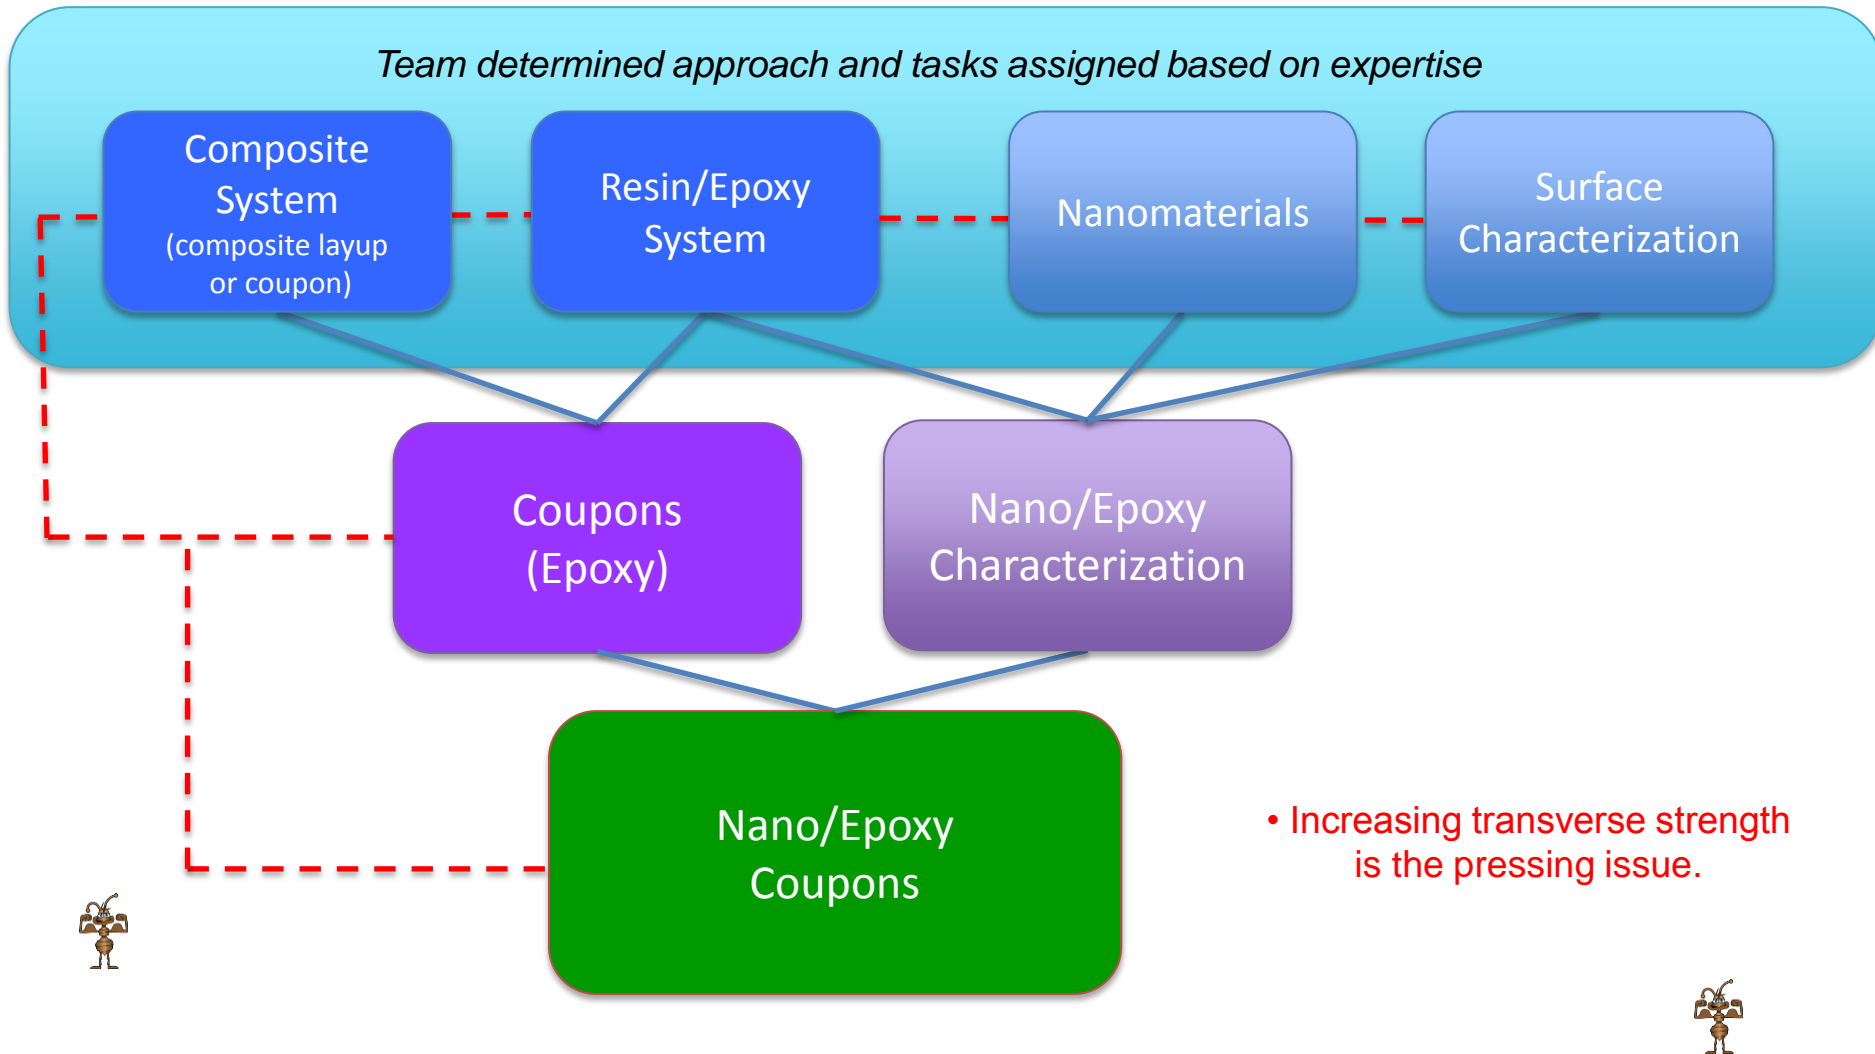 Team determined approach and tasks assigned based on expertise
Composite
System
(composite layup
or coupon)
Resin/Epoxy
System
Nanomaterials
Surface
Characterization
Coupons
(Epoxy)
Nano/Epoxy
Characterization
Nano/Epoxy
Coupons
• Increasing transverse strength
is the pressing issue.